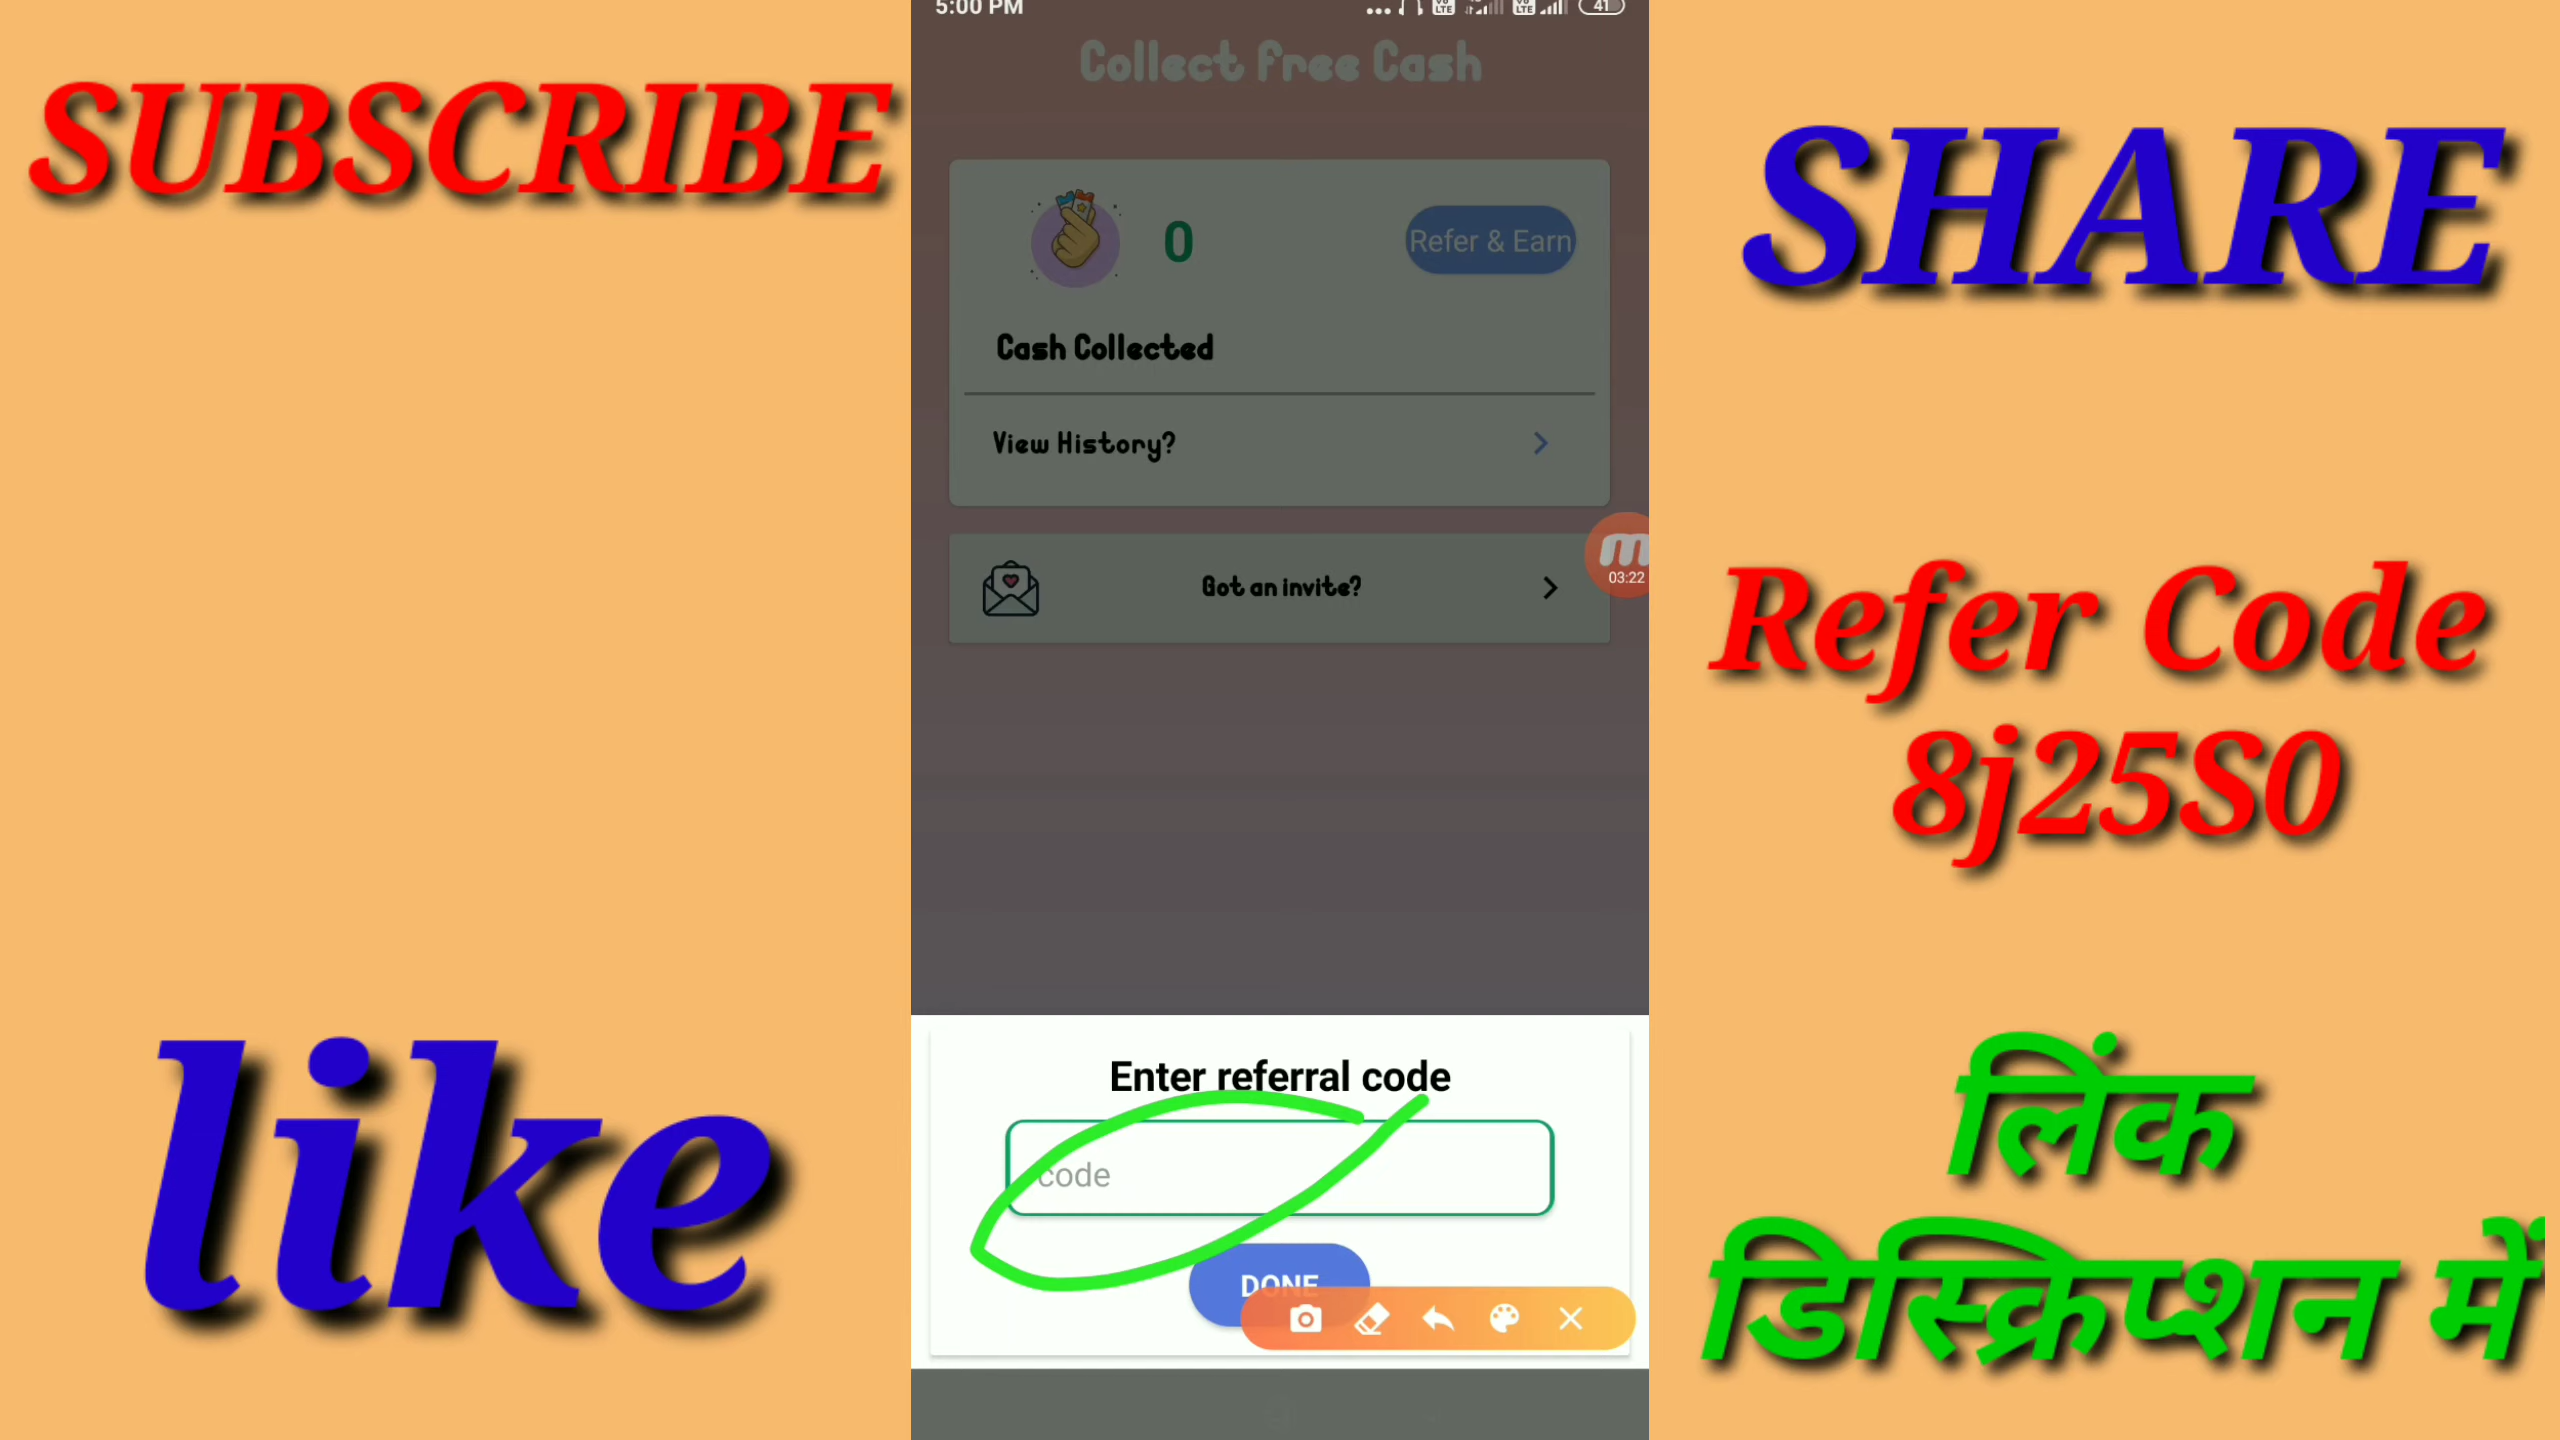 SUBSCRIBE
like
5:00 PM
41
Collect Free Cash
0
Refer & Earn
Cash Collected
View History?
Got an invite?
03:22
Enter referral code
code
DONE
SHARE
Refer Code
8j25S0
लिंक
डिस्क्रिप्शन में